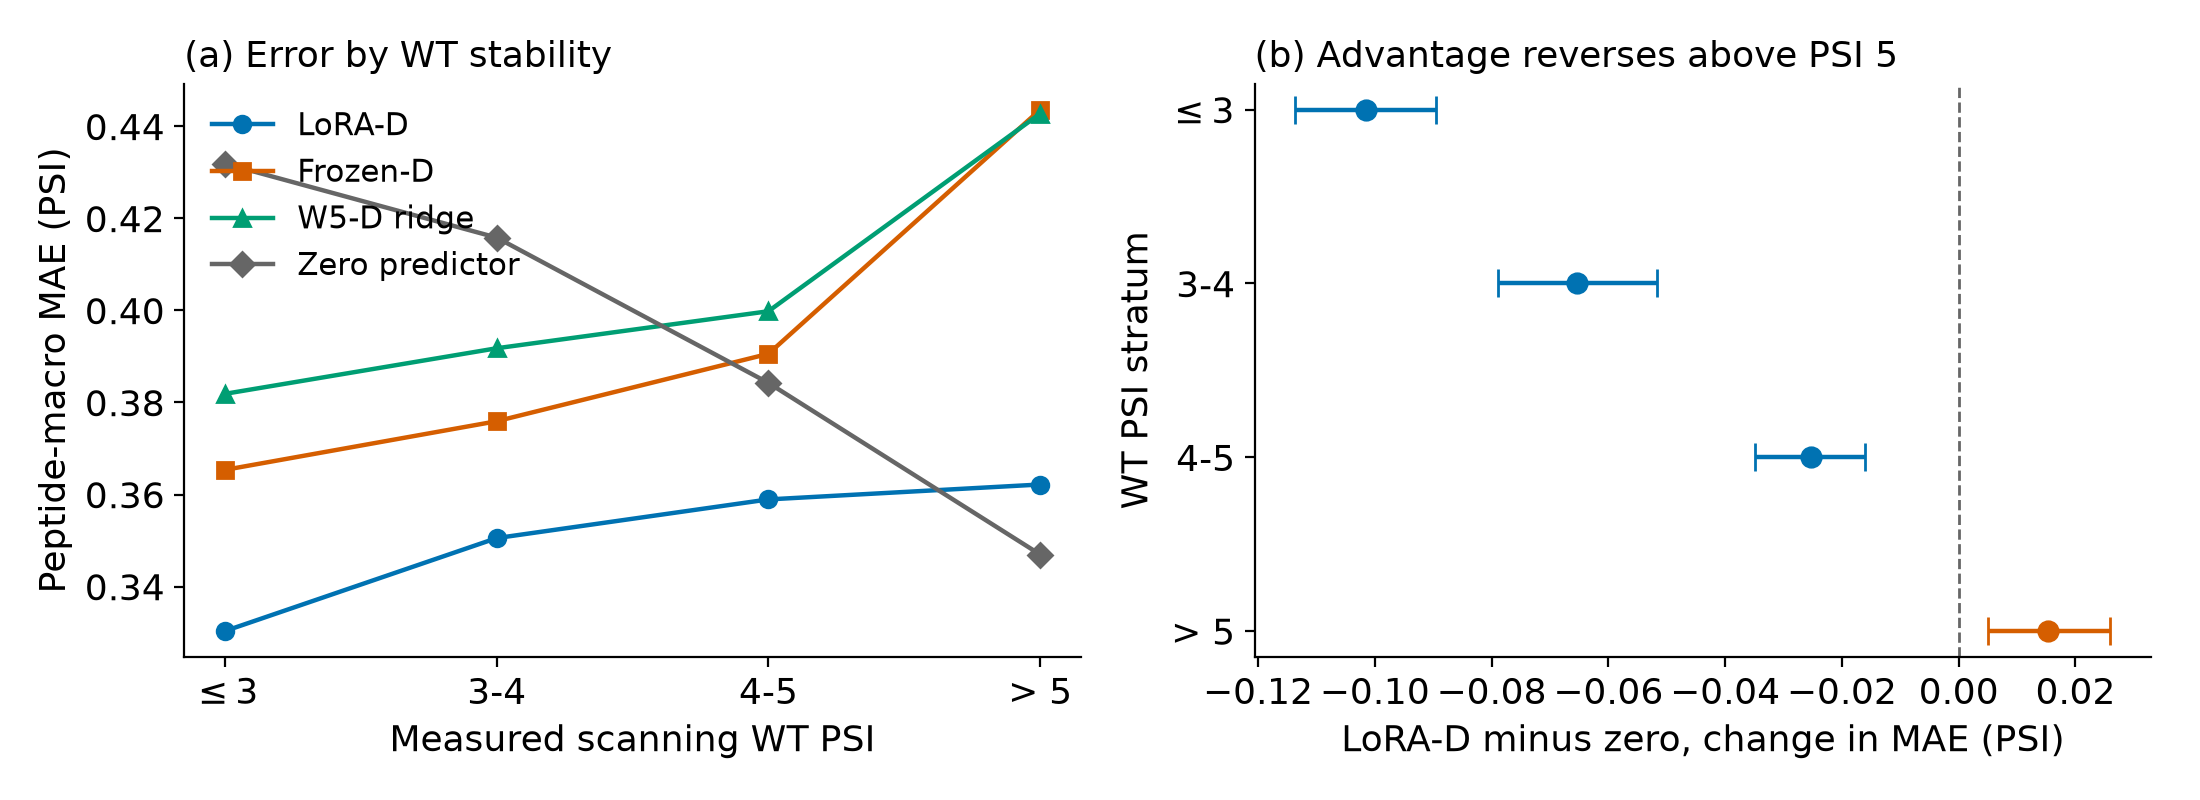 (a) Error by WT stability
Peptide-macro MAE (PSI)
0.44
0.42
0.40
0.38
0.36
0.34
LoRA-D
Frozen-D
W5-D ridge
Zero predictor
≤ 3
3-4
4-5
> 5
Measured scanning WT PSI
(b) Advantage reverses above PSI 5
WT PSI stratum
≤ 3
3-4
4-5
> 5
−0.12 −0.10 −0.08 −0.06 −0.04 −0.02 0.00 0.02
LoRA-D minus zero, change in MAE (PSI)